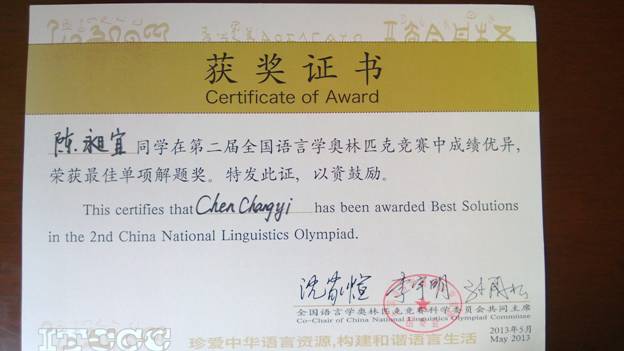 获奖证书
Certificate of Award
陈昶宜同学在第二届全国语言学奥林匹克竞赛中成绩优异,
荣获最佳单项解题奖。特发此证,以资鼓励。
This certifies that Chen Changyi has been awarded Best Solutions
in the 2nd China National Linguistics Olympiad.
李宇明
全国语言学奥林匹克竞赛科学委员会共同主席
Co-Chair of China National Linguistics Olympiad Committee
2013年5月
May 2013
珍爱中华语言资源,构建和谐语言生活